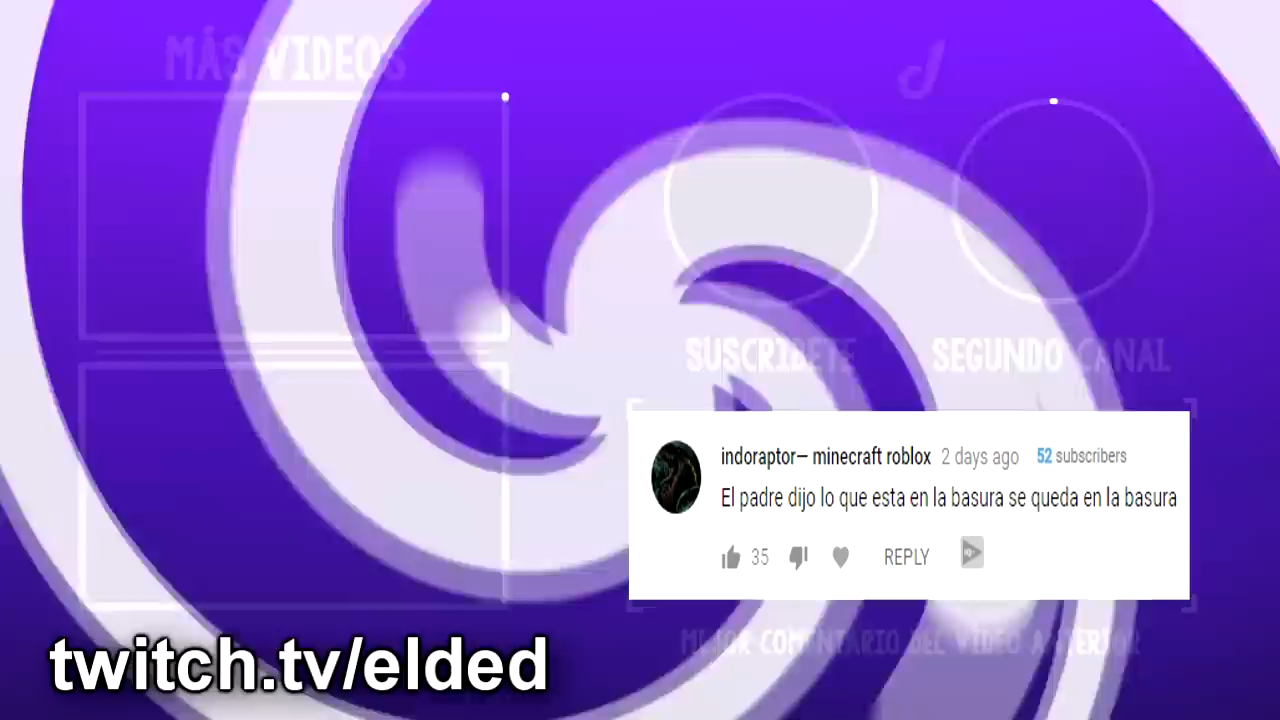 MÁS VIDEOS
SUSCRIBETE
SEGUNDO CANAL
indoraptor— minecraft roblox 2 days ago 52 subscribers
El padre dijo lo que esta en la basura se queda en la basura
35 REPLY
MEJOR COMENTARIO DEL VÍDEO ANTERIOR
twitch.tv/elded